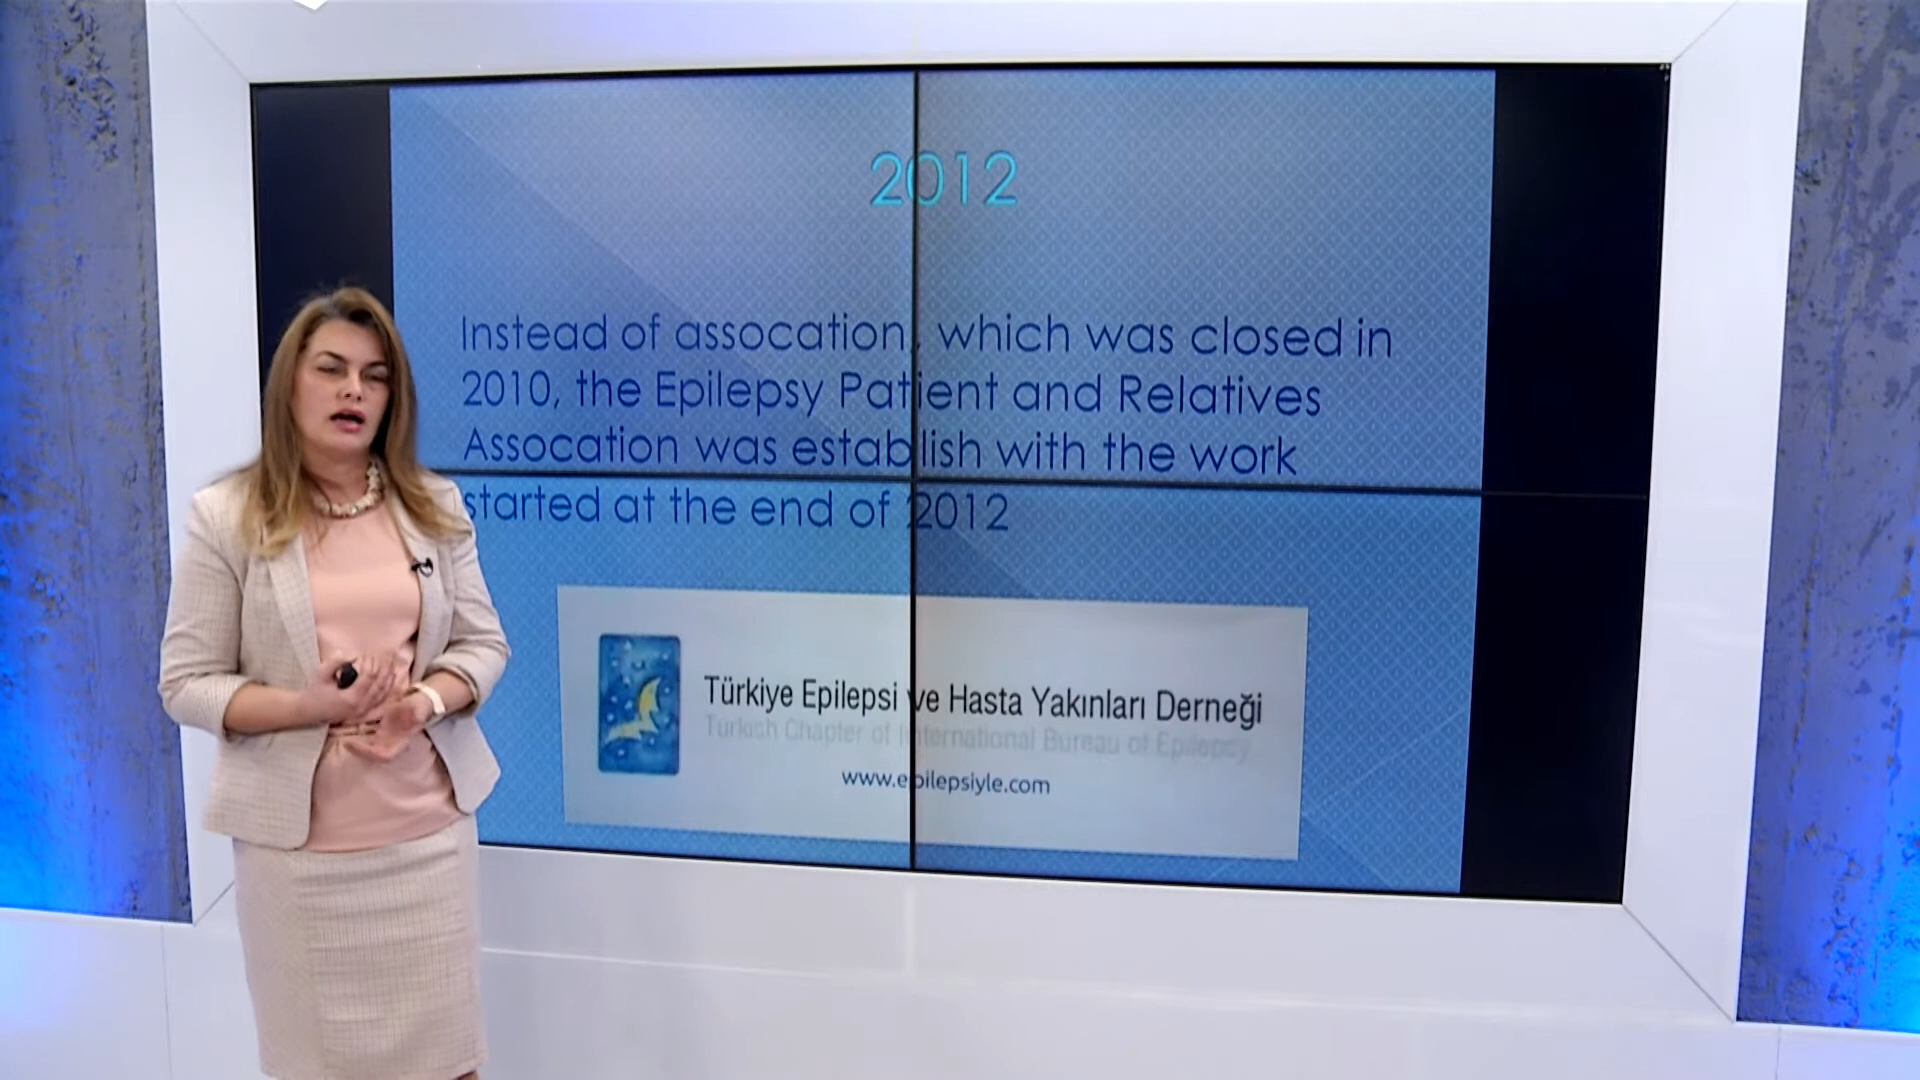 2012
Instead of assocation, which was closed in
2010, the Epilepsy Patient and Relatives
Assocation was establish with the work
started at the end of 2012
Türkiye Epilepsi ve Hasta Yakınları Derneği
Turkish Chapter of International Bureau of Epilepsy
www.epilepsiyle.com